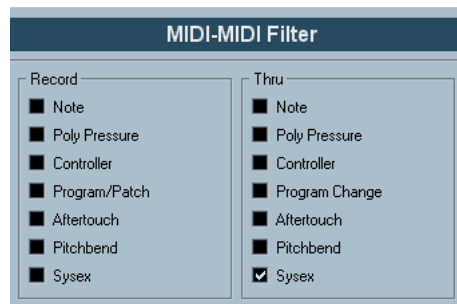 MIDI-MIDI Filter
Record
Note
Poly Pressure
Controller
Program/Patch
Aftertouch
Pitchbend
Sysex
Thru
Note
Poly Pressure
Controller
Program Change
Aftertouch
Pitchbend
Sysex